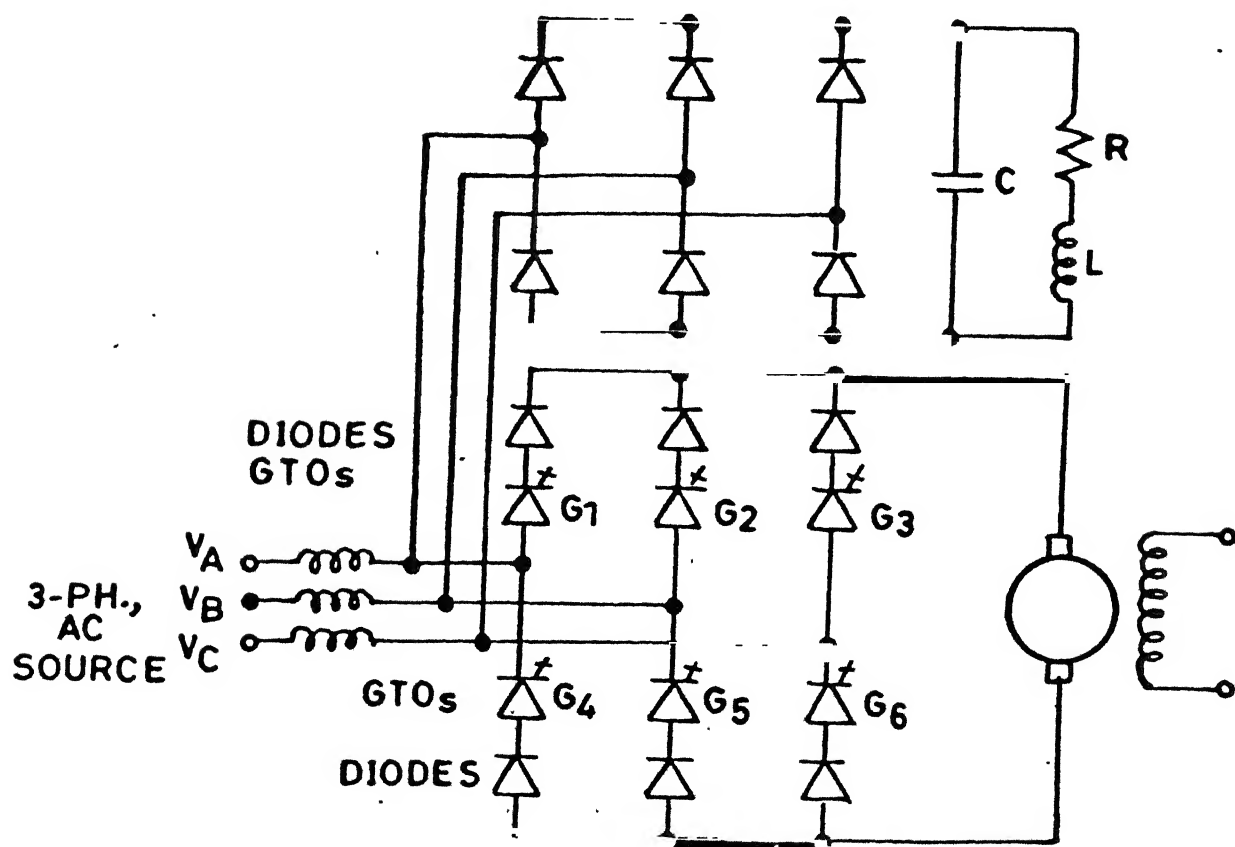 R
C
L
DIODES
GTOs
G1
G2
G3
VA
3-PH., VB
AC
SOURCE VC
GTOs
G4
G5
G6
DIODES